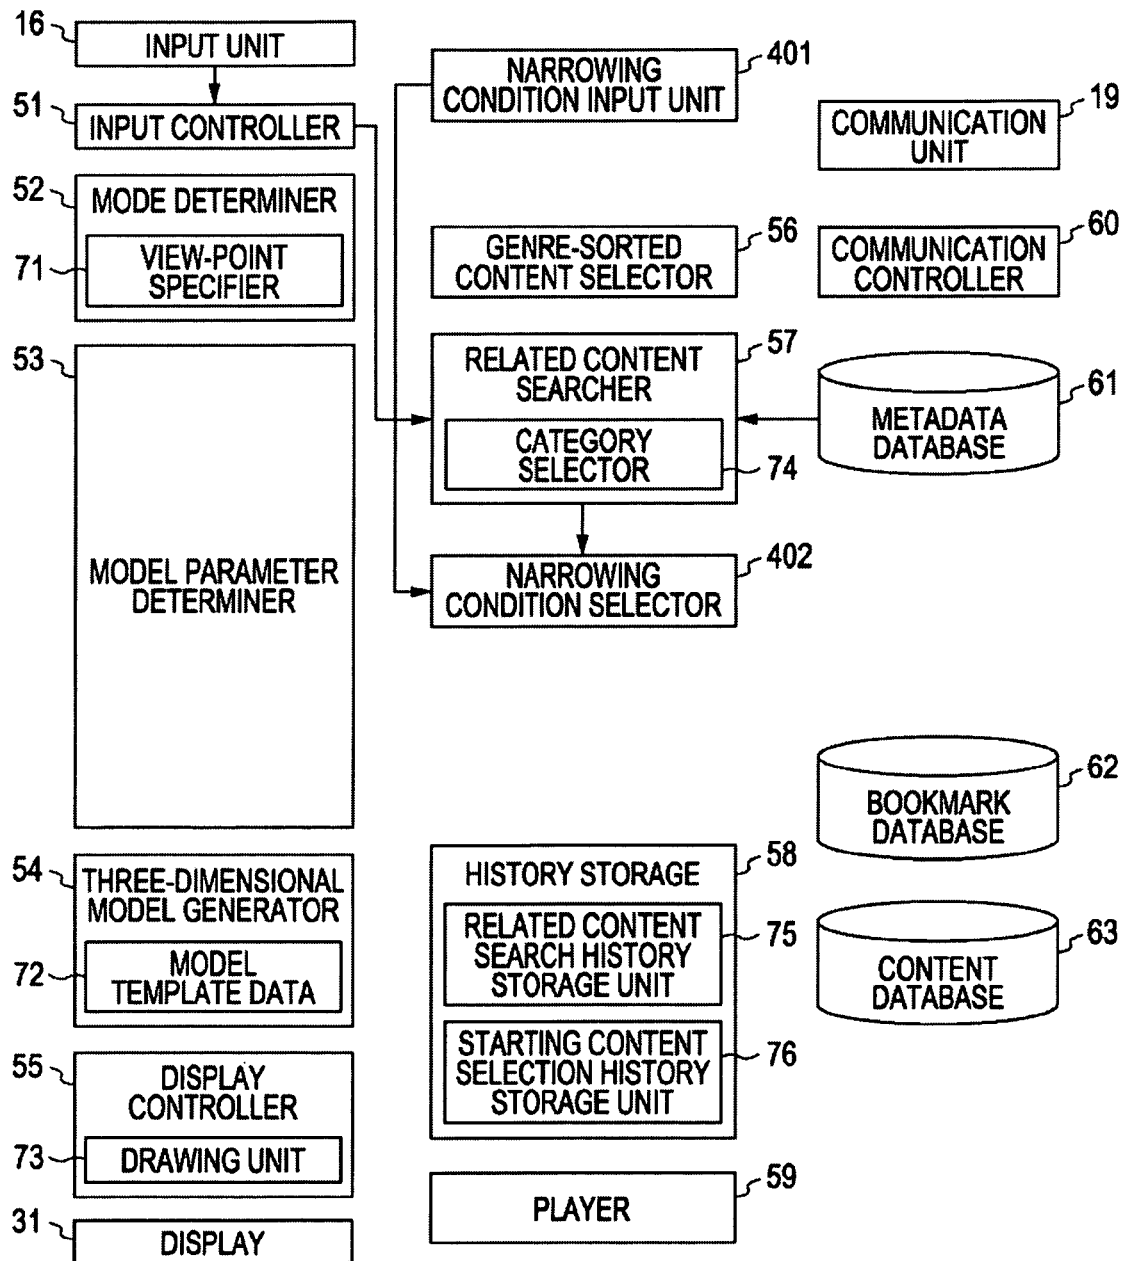 16
INPUT UNIT
51
INPUT CONTROLLER
52
MODE DETERMINER
71
VIEW-POINT
SPECIFIER
53
MODEL PARAMETER
DETERMINER
54
THREE-DIMENSIONAL
MODEL GENERATOR
72
MODEL
TEMPLATE DATA
55
DISPLAY
CONTROLLER
73
DRAWING UNIT
31
DISPLAY
NARROWING
CONDITION INPUT UNIT
401
GENRE-SORTED
CONTENT SELECTOR
56
RELATED CONTENT
SEARCHER
57
CATEGORY
SELECTOR
74
NARROWING
CONDITION SELECTOR
402
HISTORY STORAGE
58
RELATED CONTENT
SEARCH HISTORY
STORAGE UNIT
75
STARTING CONTENT
SELECTION HISTORY
STORAGE UNIT
76
PLAYER
59
COMMUNICATION
UNIT
19
COMMUNICATION
CONTROLLER
60
METADATA
DATABASE
61
BOOKMARK
DATABASE
62
CONTENT
DATABASE
63